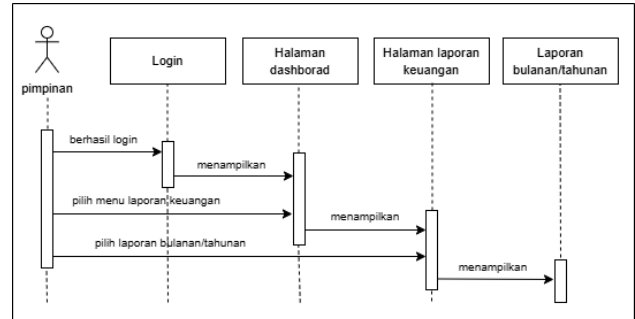 pimpinan
Login
Halaman
dashborad
Halaman laporan
keuangan
Laporan
bulanan/tahunan
berhasil login
menampilkan
pilih menu laporan keuangan
menampilkan
pilih laporan bulanan/tahunan
menampilkan